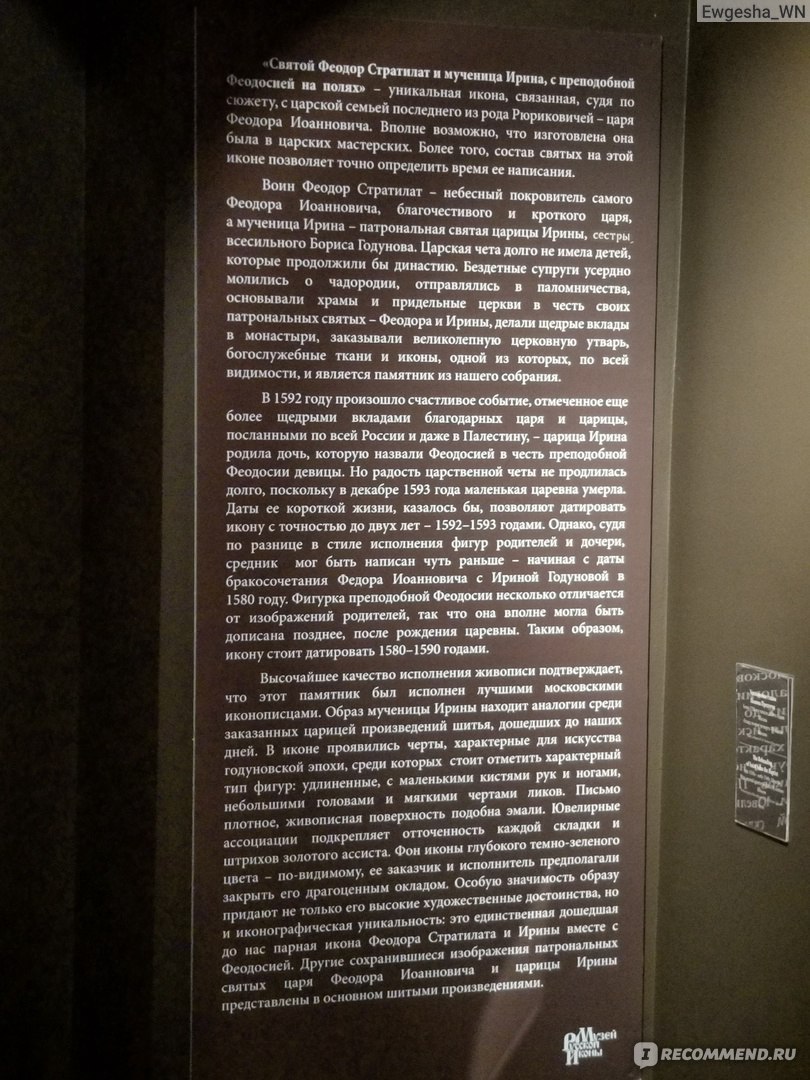 Ewgesha_WN
«Святой Феодор Стратилат и мученица Ирина, с преподобной
Феодосией на полях» – уникальная икона, связанная, судя по
сюжету, с царской семьей последнего из рода Рюриковичей – царя
Феодора Иоанновича. Вполне возможно, что изготовлена она
была в царских мастерских. Более того, состав святых на этой
иконе позволяет точно определить время ее написания.
Воин Феодор Стратилат – небесный покровитель самого
Феодора Иоанновича, благочестивого и кроткого царя,
а мученица Ирина – патрональная святая царицы Ирины, сестры
всесильного Бориса Годунова. Царская чета долго не имела детей,
которые продолжили бы династию. Бездетные супруги усердно
молились о чадородии, отправлялись в паломничества,
основывали храмы и придельные церкви в честь своих
патрональных святых – Феодора и Ирины, делали щедрые вклады
в монастыри, заказывали великолепную церковную утварь,
богослужебные ткани и иконы, одной из которых, по всей
видимости, и является памятник из нашего собрания.
В 1592 году произошло счастливое событие, отмеченное еще
более щедрыми вкладами благодарных царя и царицы,
посланными по всей России и даже в Палестину, – царица Ирина
родила дочь, которую назвали Феодосией в честь преподобной
Феодосии девицы. Но радость царственной четы не продлилась
долго, поскольку в декабре 1593 года маленькая царевна умерла.
Даты ее короткой жизни, казалось бы, позволяют датировать
икону с точностью до двух лет – 1592–1593 годами. Однако, судя
по разнице в стиле исполнения фигур родителей и дочери,
средник мог быть написан чуть раньше – начиная с даты
бракосочетания Федора Иоанновича с Ириной Годуновой в
1580 году. Фигурка преподобной Феодосии несколько отличается
от изображений родителей, так что она вполне могла быть
дописана позднее, после рождения царевны. Таким образом,
икону стоит датировать 1580–1590 годами.
Высочайшее качество исполнения живописи подтверждает,
что этот памятник был исполнен лучшими московскими
иконописцами. Образ мученицы Ирины находит аналогии среди
заказанных царицей произведений шитья, дошедших до наших
дней. В иконе проявились черты, характерные для искусства
годуновской эпохи, среди которых стоит отметить характерный
тип фигур: удлиненные, с маленькими кистями рук и ногами,
небольшими головами и мягкими чертами ликов. Письмо
плотное, живописная поверхность подобна эмали. Ювелирные
ассоциации подкрепляет отточенность каждой складки и
штрихов золотого ассиста. Фон иконы глубокого темно-зеленого
цвета – по-видимому, ее заказчик и исполнитель предполагали
закрыть его драгоценным окладом. Особую значимость образу
придают не только его высокие художественные достоинства, но
и иконографическая уникальность: это единственная дошедшая
до нас парная икона Феодора Стратилата и Ирины вместе с
Феодосией. Другие сохранившиеся изображения патрональных
святых царя Феодора Иоанновича и царицы Ирины
представлены в основном шитыми произведениями.
Музей
Русской
Иконы
IRECOMMEND.RU